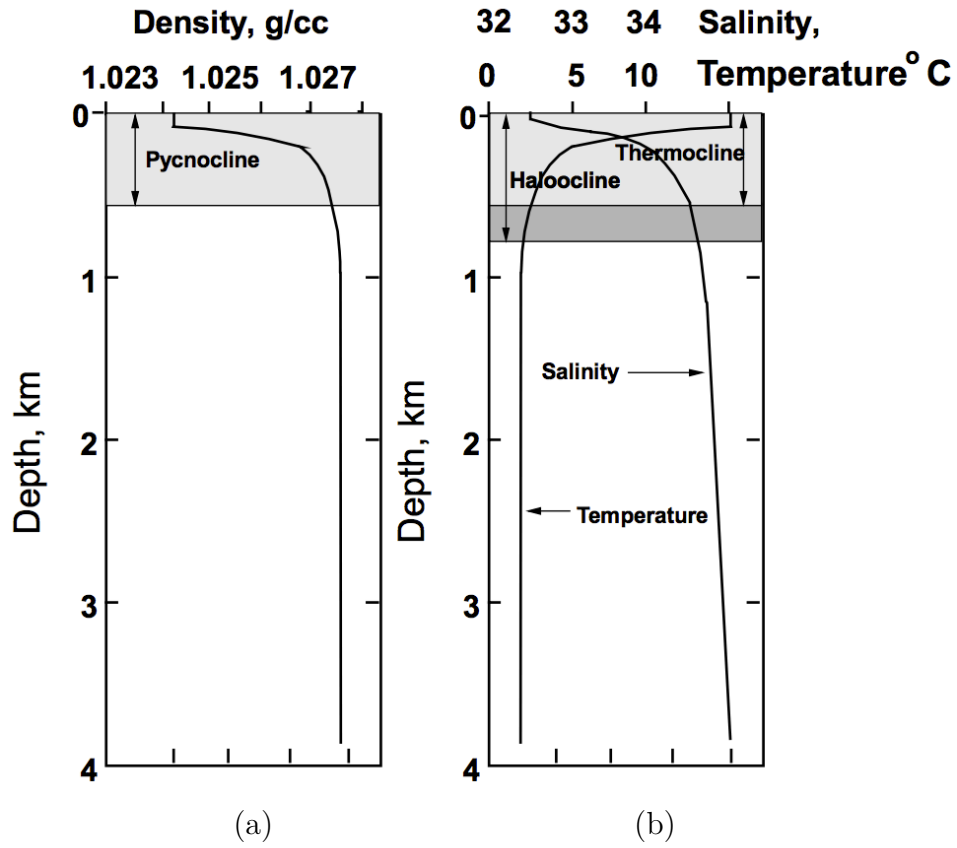 Density, g/cc
1.023 1.025 1.027
0
Pycnocline
1
2
3
4
Depth, km
(a)
32 33 34 Salinity,
0 5 10 Temperature° C
0
Thermocline
Haloocline
1
Salinity
2
Temperature
3
4
Depth, km
(b)